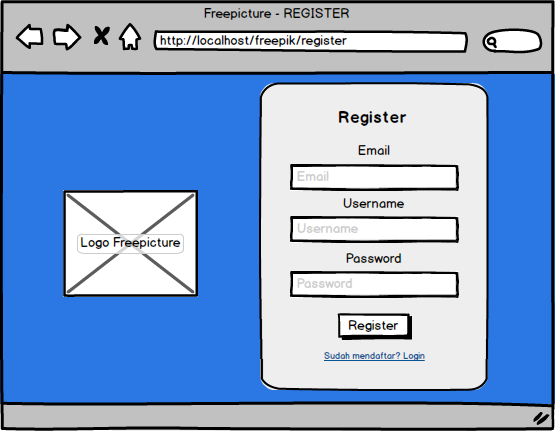 Freepicture - REGISTER
http://localhost/freepik/register
Logo Freepicture
Register
Email
Email
Username
Username
Password
Password
Register
Sudah mendaftar? Login